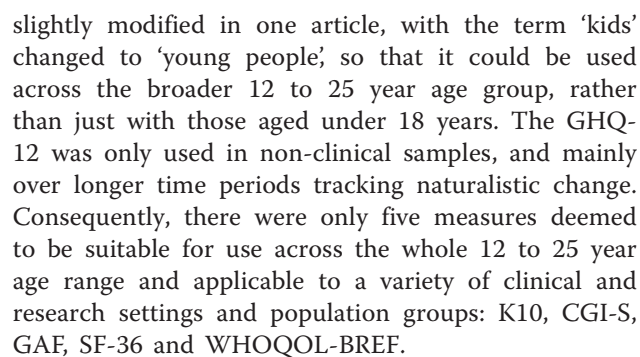 slightly modified in one article, with the term ‘kids’
changed to ‘young people’, so that it could be used
across the broader 12 to 25 year age group, rather
than just with those aged under 18 years. The GHQ-
12 was only used in non-clinical samples, and mainly
over longer time periods tracking naturalistic change.
Consequently, there were only five measures deemed
to be suitable for use across the whole 12 to 25 year
age range and applicable to a variety of clinical and
research settings and population groups: K10, CGI-S,
GAF, SF-36 and WHOQOL-BREF.